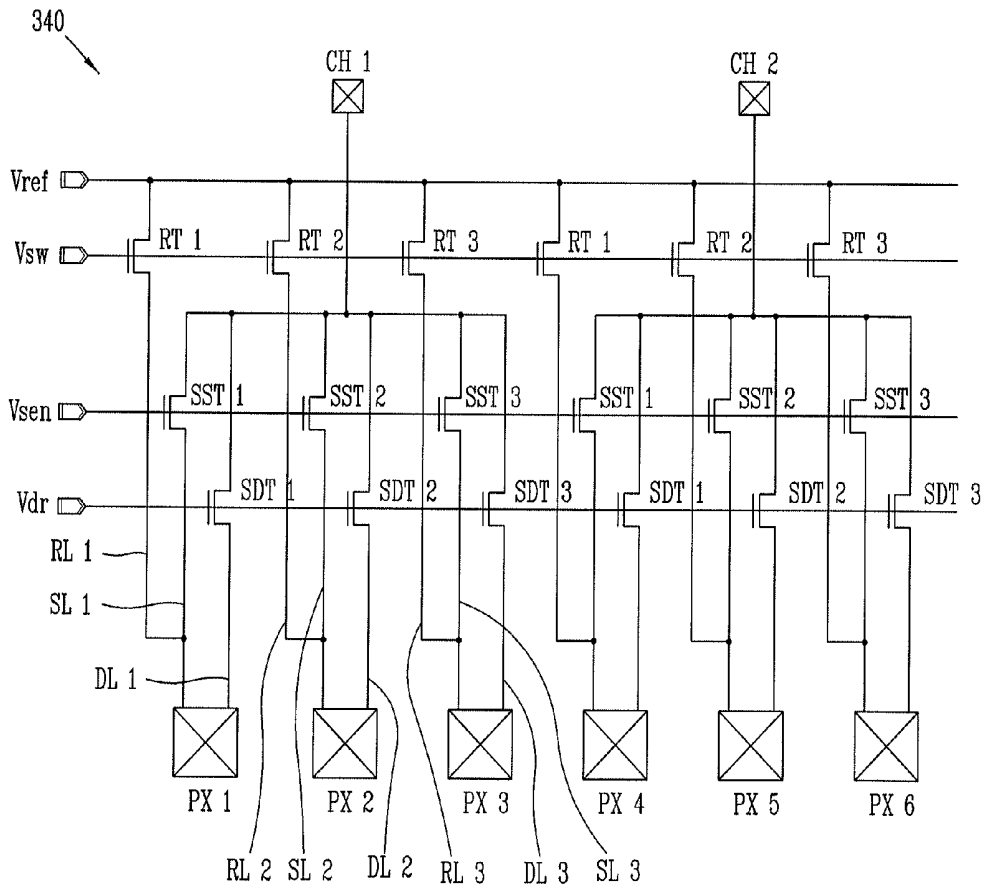 340
CH 1
CH 2
Vref
Vsw
RT 1
RT 2
RT 3
RT 1
RT 2
RT 3
Vsen
SST 1
SST 2
SST 3
SST 1
SST 2
SST 3
Vdr
SDT 1
SDT 2
SDT 3
SDT 1
SDT 2
SDT 3
RL 1
SL 1
DL 1
PX 1
PX 2
PX 3
PX 4
PX 5
PX 6
RL 2
SL 2
DL 2
RL 3
DL 3
SL 3